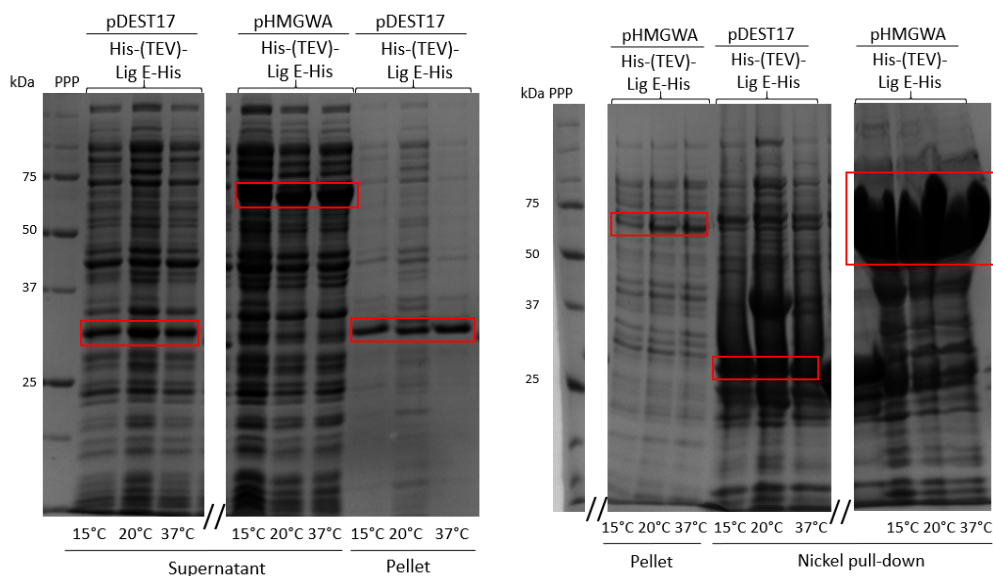 pDEST17 pHMGWA pDEST17
His-(TEV)- His-(TEV)- His-(TEV)-
Lig E-His Lig E-His Lig E-His
kDa PPP
75
50
37
25
//
15°C 20°C 37°C 15°C 20°C 37°C 15°C 20°C 37°C
Supernatant Pellet
pHMGWA pDEST17 pHMGWA
His-(TEV)- His-(TEV)- His-(TEV)-
Lig E-His Lig E-His Lig E-His
kDa PPP
75
50
37
25
// //
15°C 20°C 37°C 15°C 20°C 37°C 15°C 20°C 37°C
Pellet Nickel pull-down